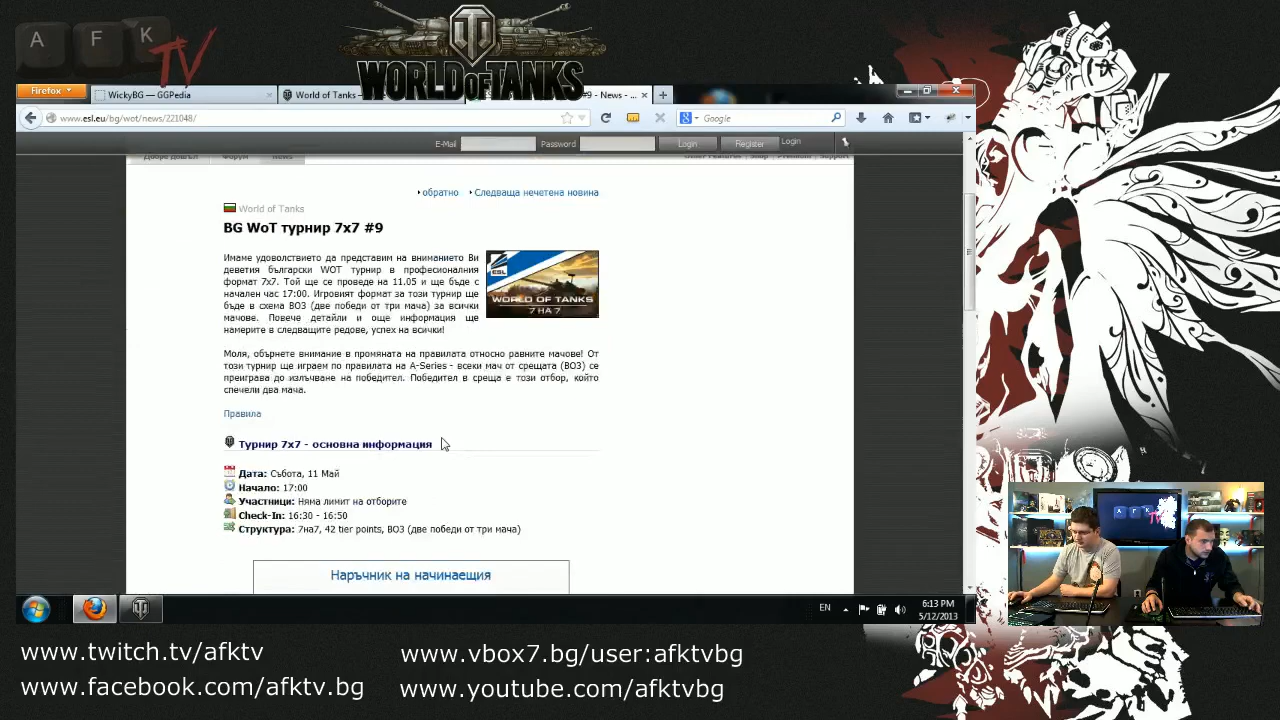 A F K
TV
WORLD OF TANKS
Firefox
WickyBG — GGPedia
World of Tanks
#9 - News - ...
www.esl.eu/bg/wot/news/221048/
Google
E-Mail
Password
Login
Register
Login
Добре дошъл!
Форум
News
Premium
Support
обратно
Следваща нечетена новина
World of Tanks
BG WoT турнир 7x7 #9
Имаме удоволствието да представим на вниманието Ви
деветия български WOT турнир в професионалния
формат 7x7. Той ще се проведе на 11.05 и ще бъде с
начален час 17:00. Игровият формат за този турнир ще
бъде в схема BO3 (две победи от три мача) за всички
мачове. Повече детайли и още информация ще
намерите в следващите редове, успех на всички!
ESL
WORLD OF TANKS
7 НА 7
Моля, обърнете внимание в промяната на правилата относно равните мачове! От
този турнир ще играем по правилата на A-Series - всеки мач от срещата (BO3) се
преиграва до излъчване на победител. Победител в среща е този отбор, който
спечели два мача.
Правила
Турнир 7x7 - основна информация
Дата: Събота, 11 Май
Начало: 17:00
Участници: Няма лимит на отборите
Check-In: 16:30 - 16:50
Структура: 7на7, 42 tier points, BO3 (две победи от три мача)
Наръчник на начинаещия
EN
6:13 PM
5/12/2013
A F K
TV
www.twitch.tv/afktv
www.vbox7.bg/user:afktvbg
www.facebook.com/afktv.bg
www.youtube.com/afktvbg